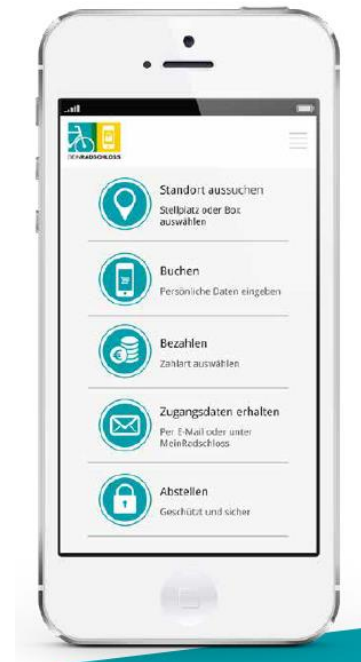 DEINRADSCHLOSS
Standort aussuchen
Stellplatz oder Box
auswählen
Buchen
Persönliche Daten eingeben
Bezahlen
Zahlart auswählen
Zugangsdaten erhalten
Per E-Mail oder unter
MeinRadschloss
Abstellen
Geschützt und sicher